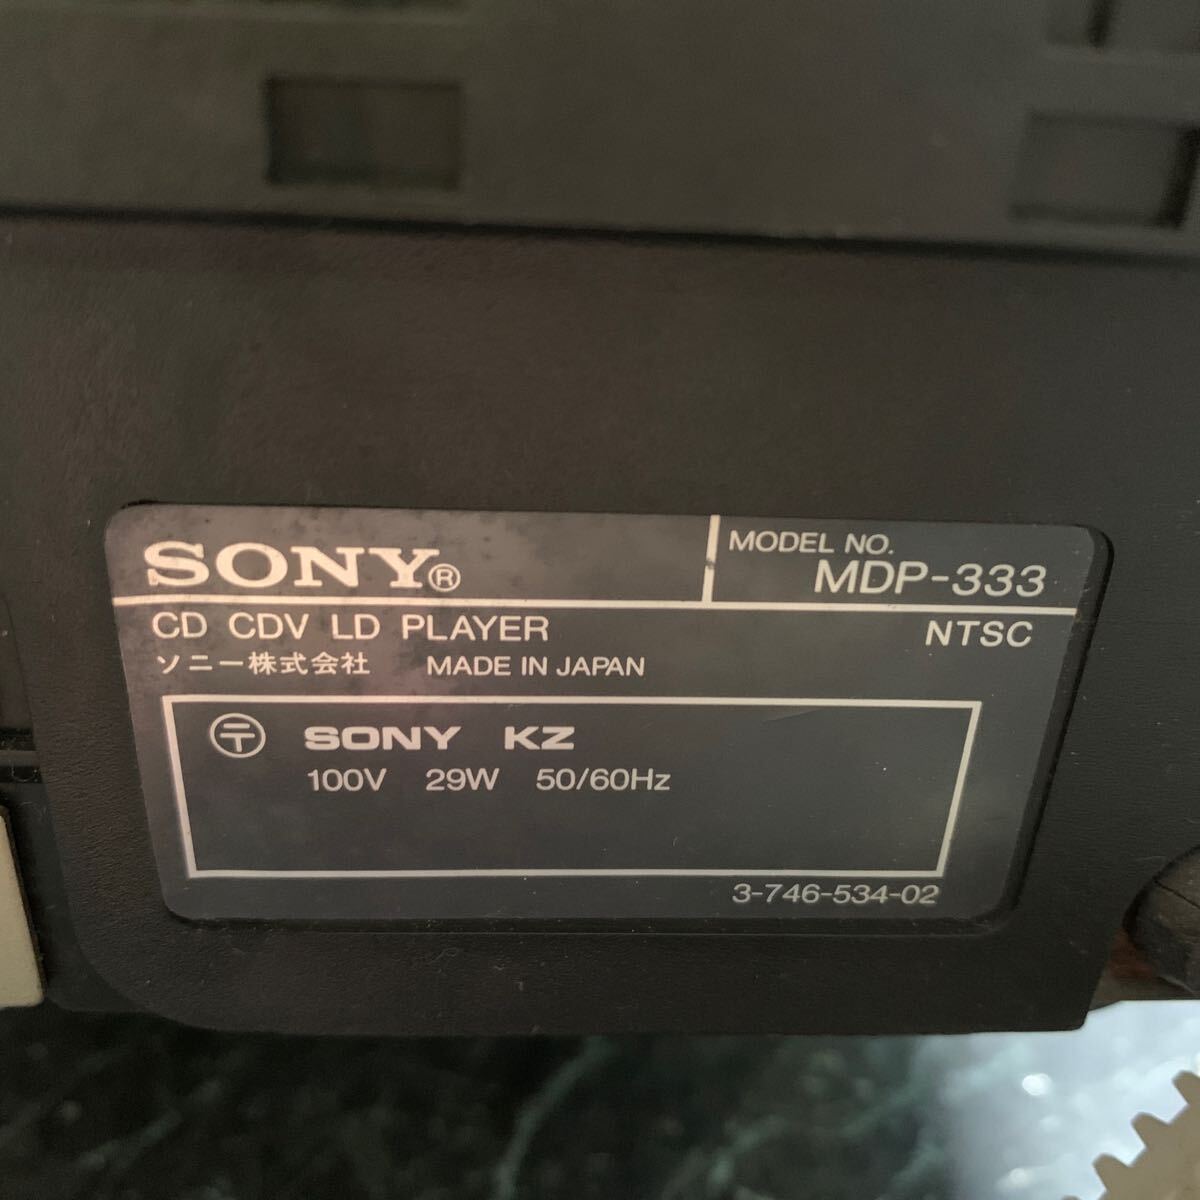 SONY®
MODEL NO.
MDP-333
CD CDV LD PLAYER
NTSC
ソニー株式会社 MADE IN JAPAN
SONY KZ
100V 29W 50/60Hz
3-746-534-02